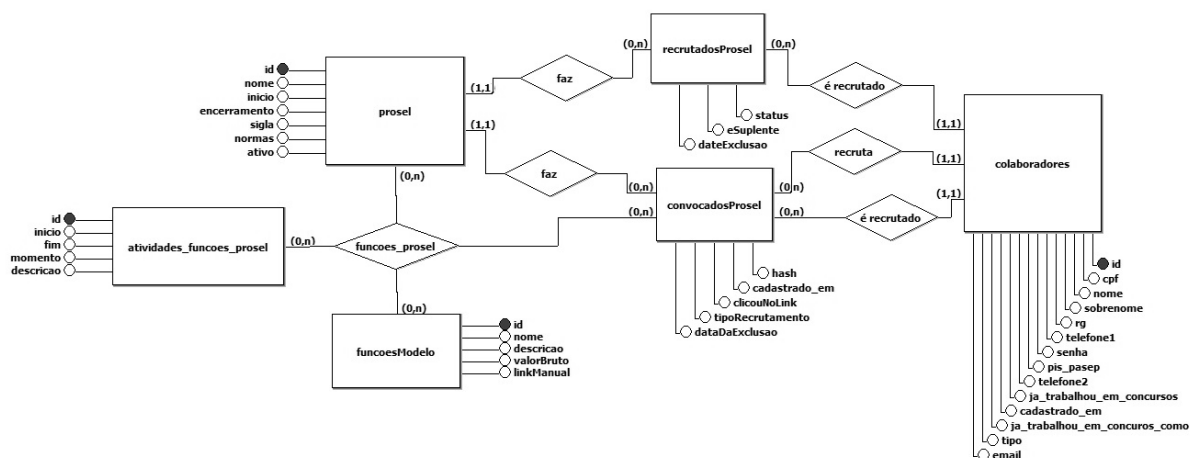 id
nome
inicio
encerramento
sigla
normas
ativo
prosel
(1,1)
(1,1)
(0,n)
faz
(0,n)
recrutadosProsel
(0,n)
status
eSuplente
dateExclusao
é recrutado
(1,1)
faz
(0,n)
convocadosProsel
(0,n)
(0,n)
(0,n)
recruta
(1,1)
é recrutado
(1,1)
colaboradores
hash
cadastrado_em
clicouNoLink
tipoRecrutamento
dataDaExclusao
id
inicio
fim
momento
descricao
atividades_funcoes_prosel
(0,n)
funcoes_prosel
(0,n)
funcoesModelo
id
nome
descricao
valorBruto
linkManual
id
cpf
nome
sobrenome
rg
telefone1
senha
pis_pasep
telefone2
ja_trabalhou_em_concursos
cadastrado_em
ja_trabalhou_em_concuros_como
tipo
email